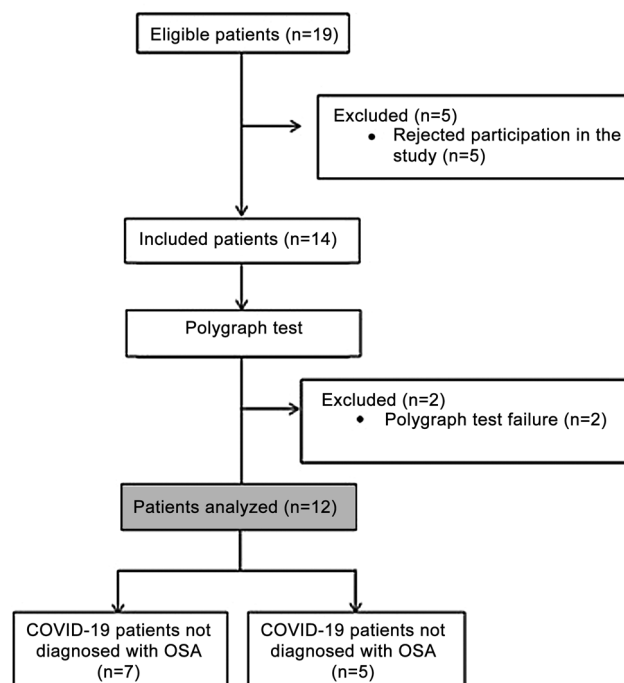 Eligible patients (n=19)
Excluded (n=5)
• Rejected participation in the
study (n=5)
Included patients (n=14)
Polygraph test
Excluded (n=2)
• Polygraph test failure (n=2)
Patients analyzed (n=12)
COVID-19 patients not
diagnosed with OSA
(n=7)
COVID-19 patients not
diagnosed with OSA
(n=5)